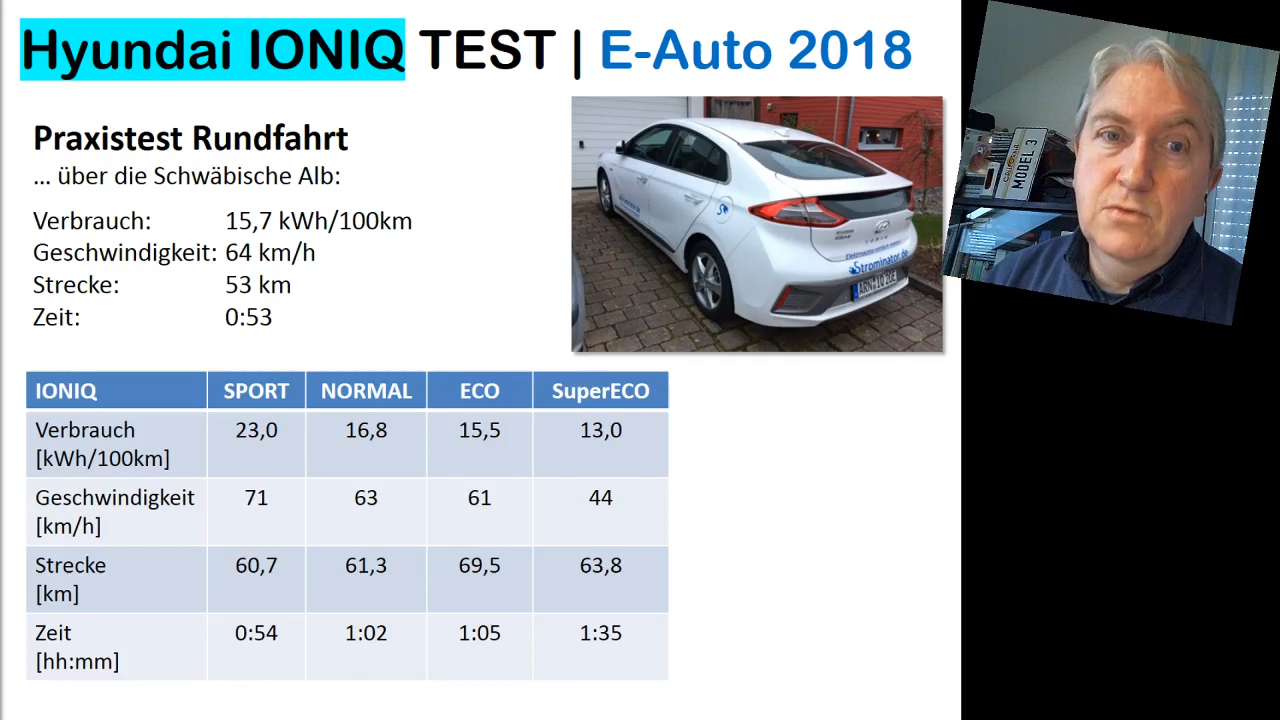 Hyundai IONIQ TEST | E-Auto 2018
Praxistest Rundfahrt
... über die Schwäbische Alb:
Verbrauch: 15,7 kWh/100km
Geschwindigkeit: 64 km/h
Strecke: 53 km
Zeit: 0:53
Strominator.de
MODEL 3
IONIQ SPORT NORMAL ECO SuperECO
Verbrauch 23,0 16,8 15,5 13,0
[kWh/100km]
Geschwindigkeit 71 63 61 44
[km/h]
Strecke 60,7 61,3 69,5 63,8
[km]
Zeit 0:54 1:02 1:05 1:35
[hh:mm]